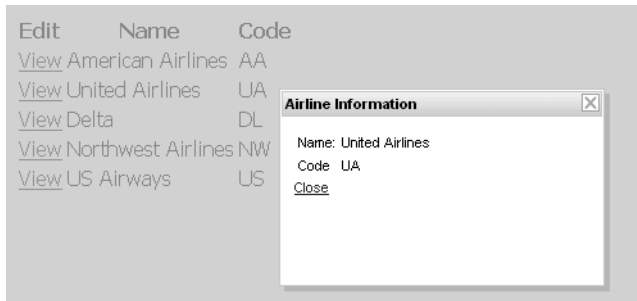 Edit Name Code
View American Airlines AA
View United Airlines UA
View Delta DL
View Northwest Airlines NW
View US Airways US
Airline Information
Name: United Airlines
Code UA
Close